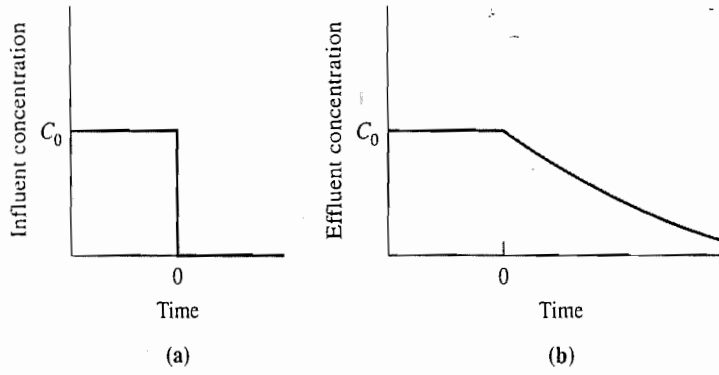 Influent concentration
C₀
0
Time
(a)
Effluent concentration
C₀
0
Time
(b)